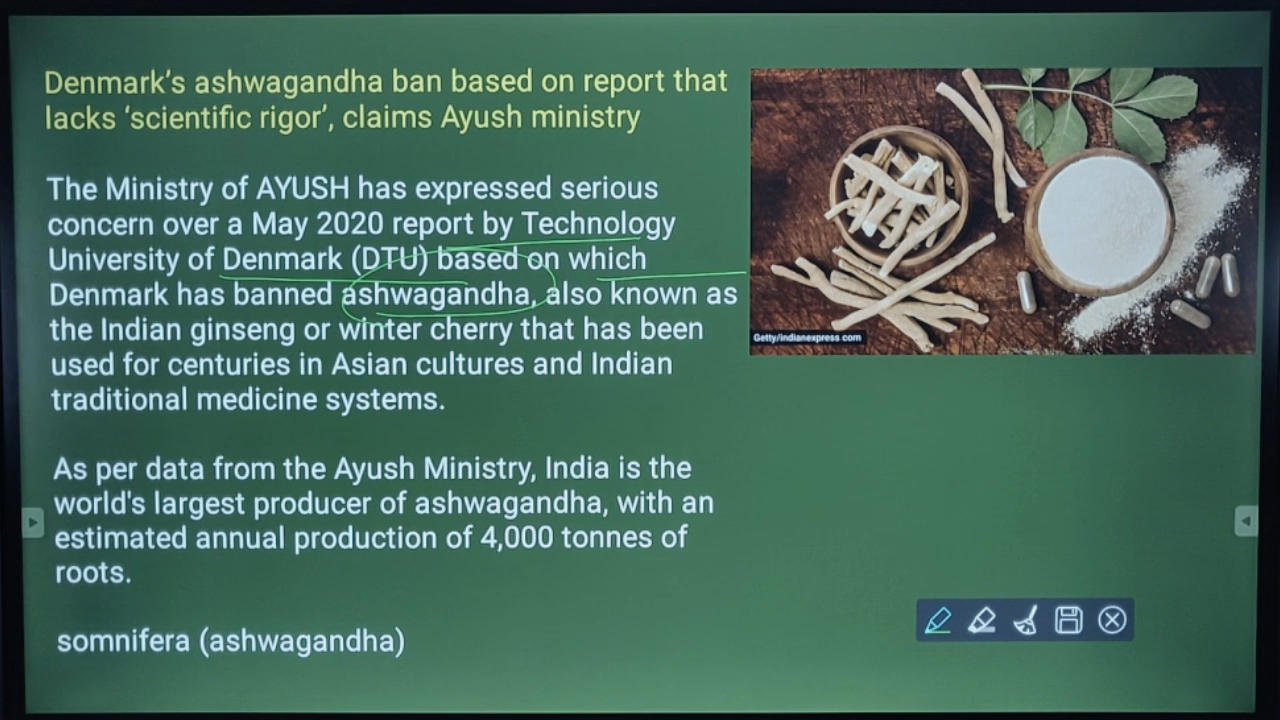 Denmark's ashwagandha ban based on report that
lacks 'scientific rigor', claims Ayush ministry
The Ministry of AYUSH has expressed serious
concern over a May 2020 report by Technology
University of Denmark (DTU) based on which
Denmark has banned ashwagandha, also known as
the Indian ginseng or winter cherry that has been
used for centuries in Asian cultures and Indian
traditional medicine systems.
As per data from the Ayush Ministry, India is the
world's largest producer of ashwagandha, with an
estimated annual production of 4,000 tonnes of
roots.
somnifera (ashwagandha)
Getty/indianexpress.com